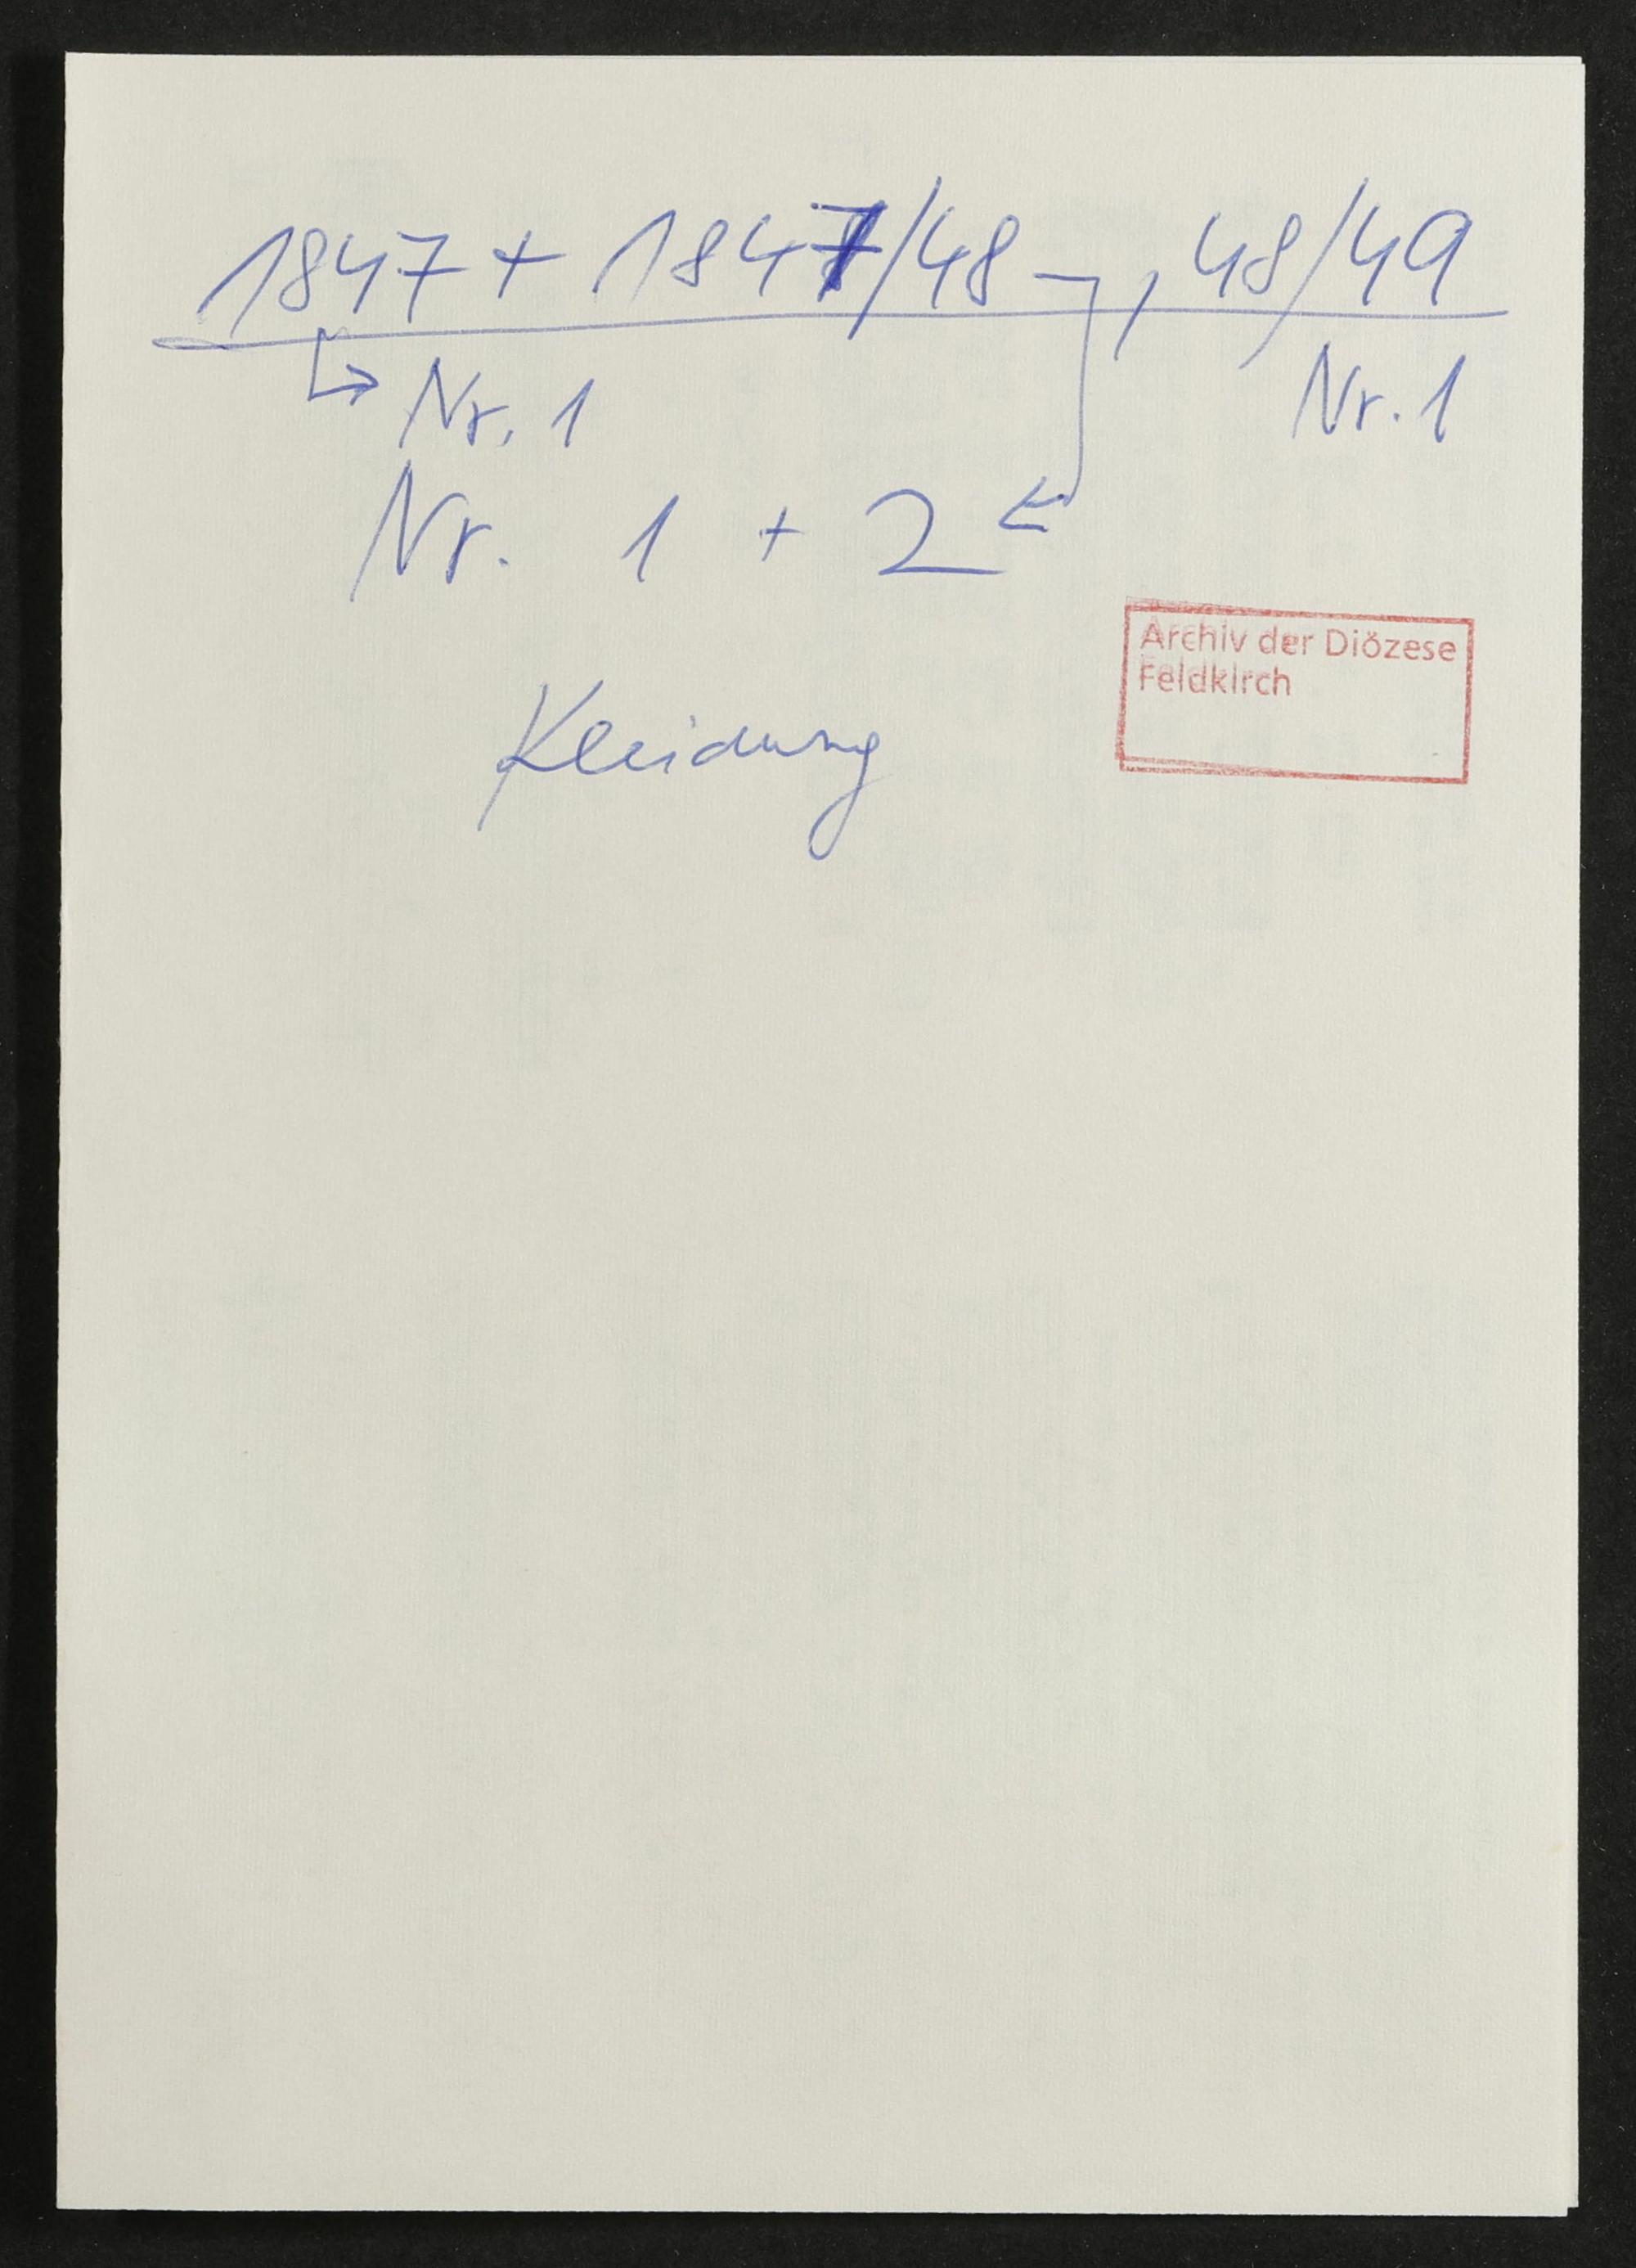 1847 + 1847/48, 48/49
Nr. 1
Nr. 1
Nr. 1 + 2
Archiv der Diözese
Feldkirch
Kleidung